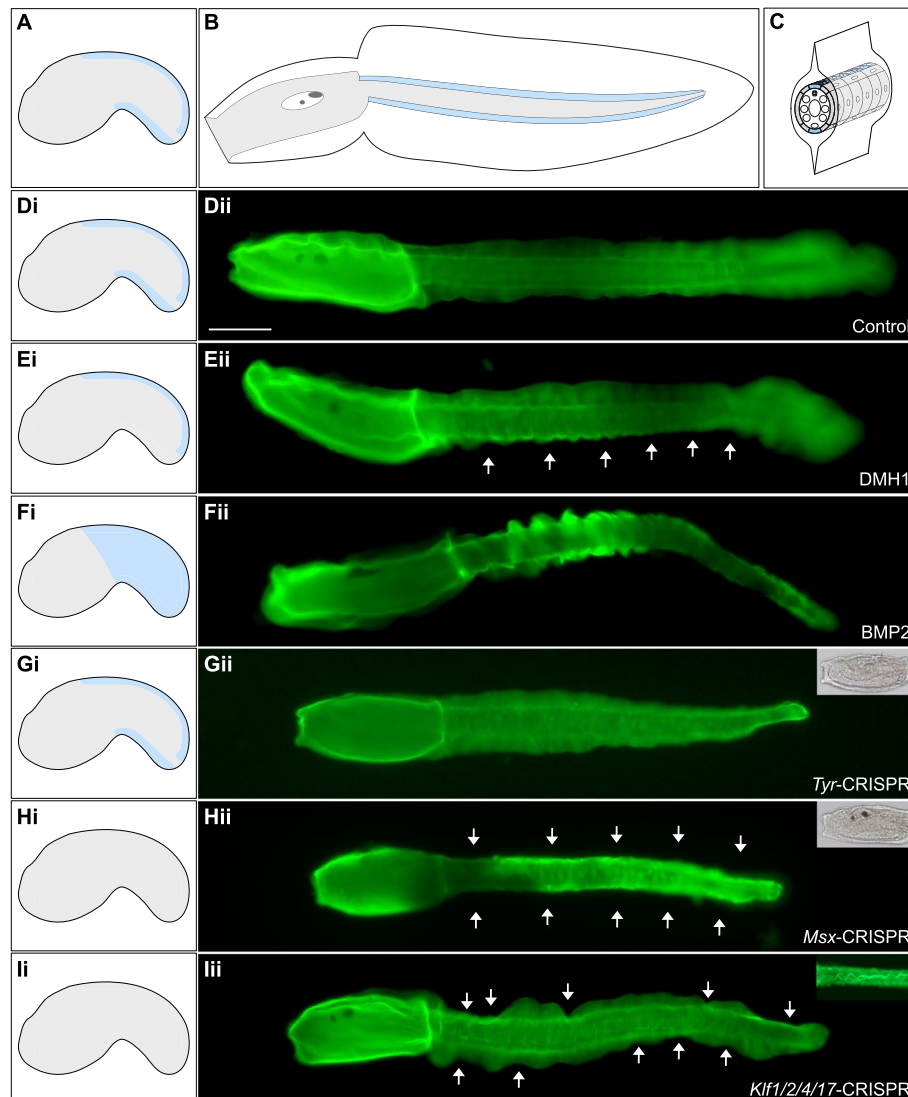 A
B
C
Di
Dii
Control
Ei
Eii
DMH1
Fi
Fii
BMP2
Gi
Gii
Tyr-CRISPR
Hi
Hii
Msx-CRISPR
Ii
Iii
Klf1/2/4/17-CRISPR